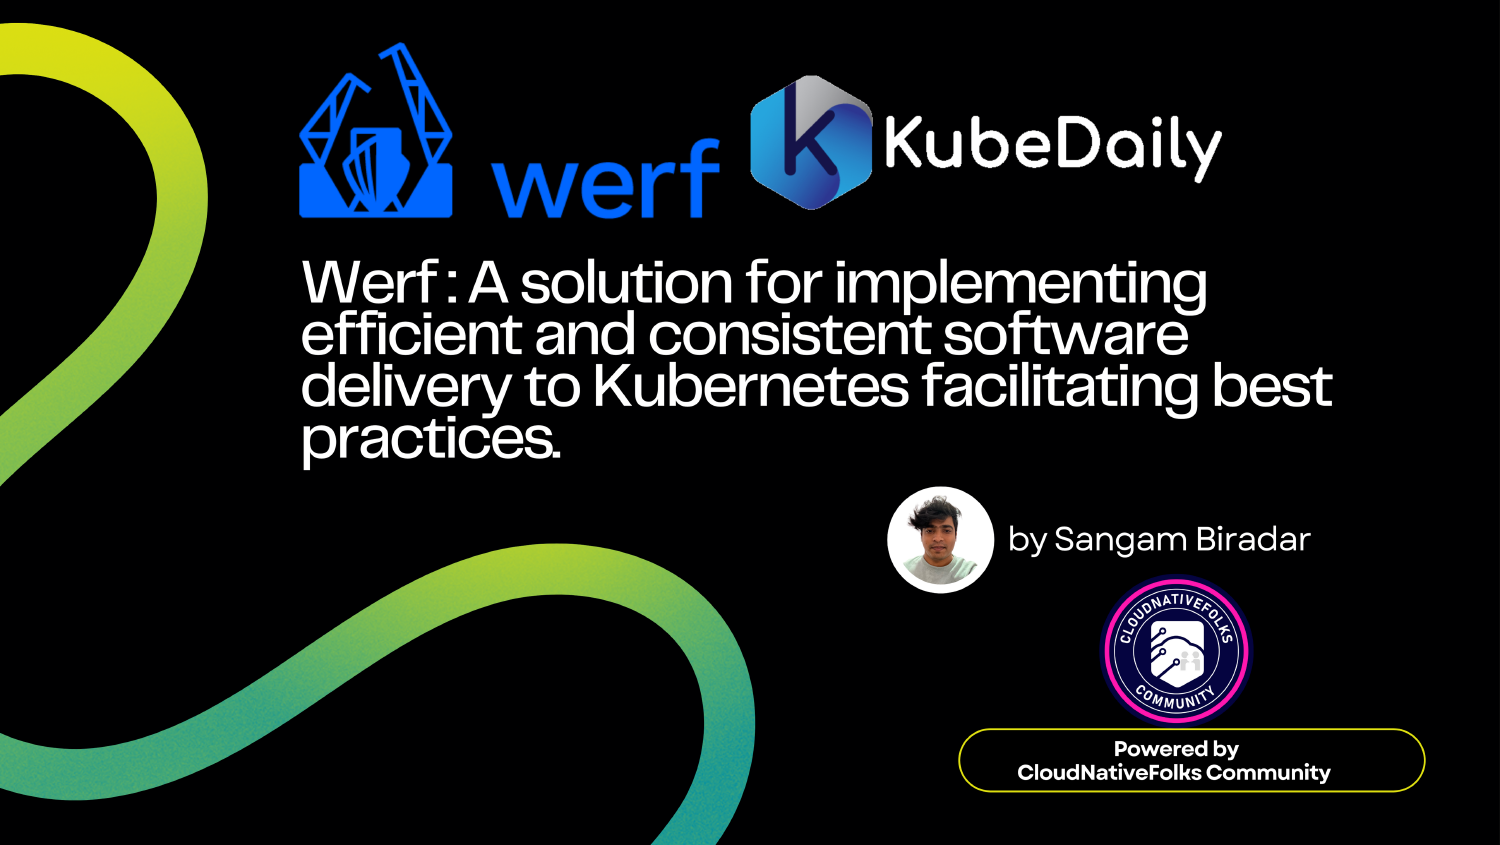 werf
KubeDaily
Werf : A solution for implementing
efficient and consistent software
delivery to Kubernetes facilitating best
practices.
by Sangam Biradar
CLOUDNATIVEFOLKS
COMMUNITY
Powered by
CloudNativeFolks Community